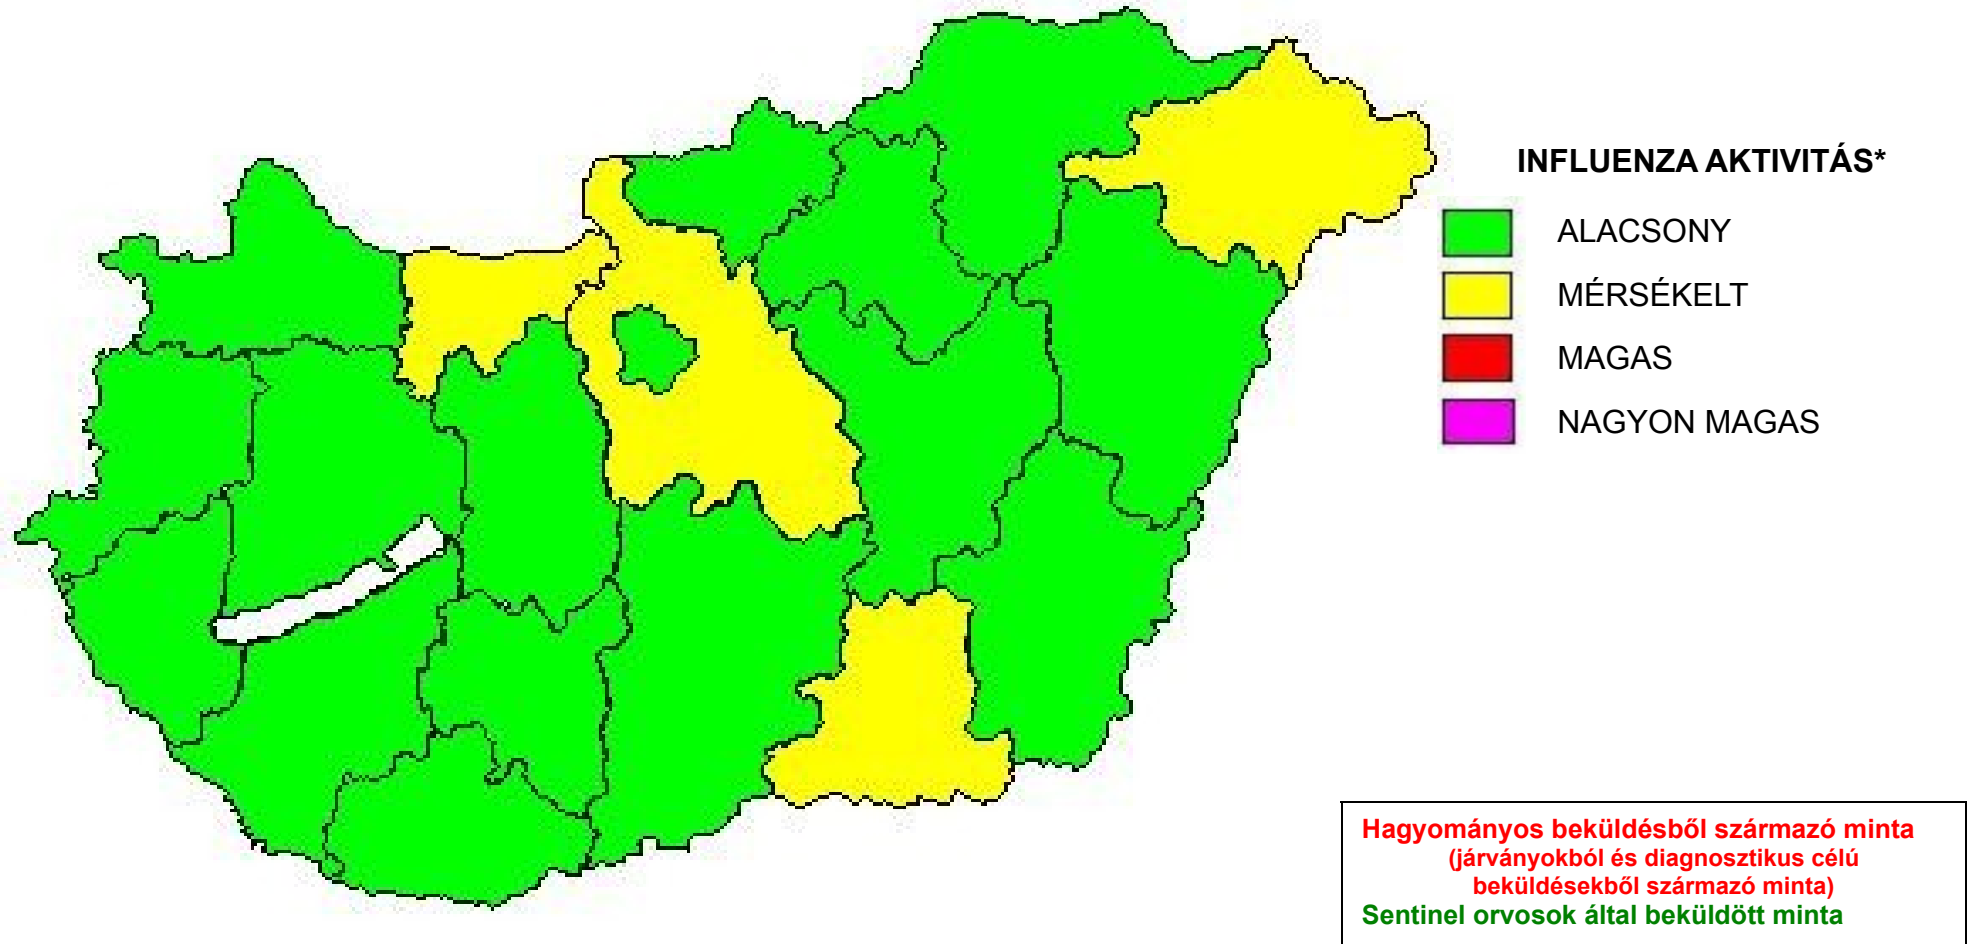 INFLUENZA AKTIVITÁS*
ALACSONY
MÉRSÉKELT
MAGAS
NAGYON MAGAS
Hagyományos beküldésből származó minta
(járványokból és diagnosztikus célú
beküldésekből származó minta)
Sentinel orvosok által beküldött minta